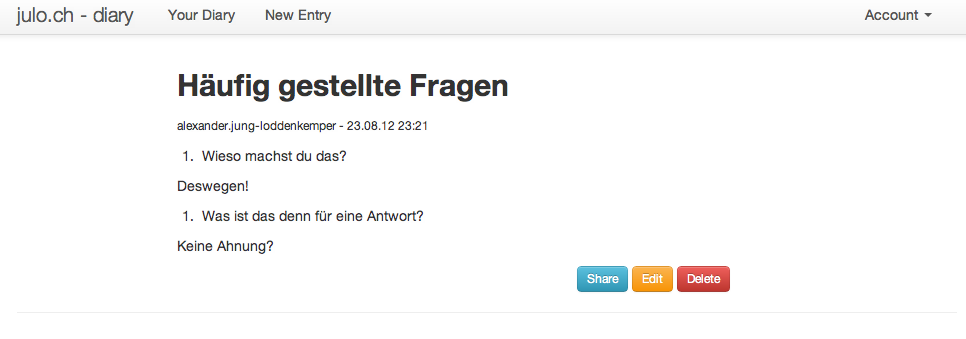 julo.ch - diary Your Diary New Entry Account
Häufig gestellte Fragen
alexander.jung-loddenkemper - 23.08.12 23:21
1. Wieso machst du das?
Deswegen!
1. Was ist das denn für eine Antwort?
Keine Ahnung?
Share Edit Delete